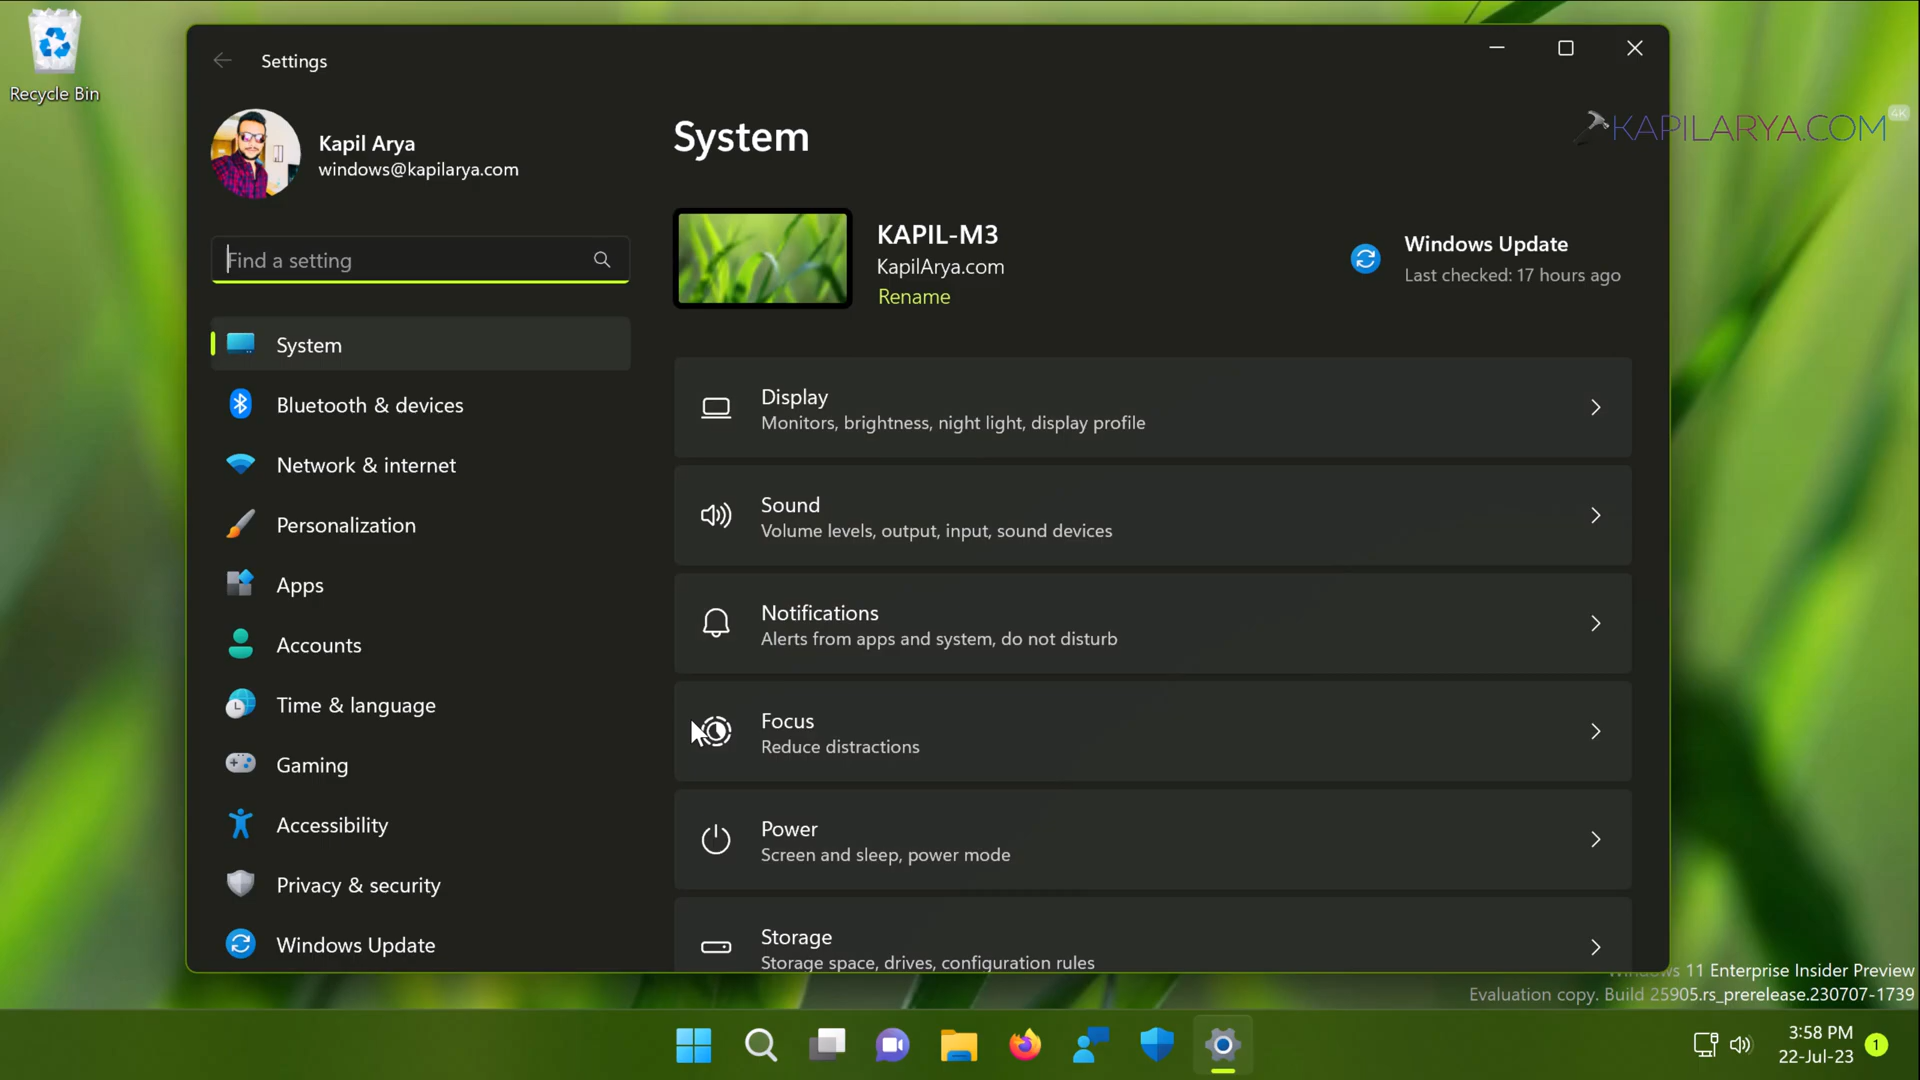 Recycle Bin
Settings
Kapil Arya
windows@kapilarya.com
Find a setting
System
Bluetooth & devices
Network & internet
Personalization
Apps
Accounts
Time & language
Gaming
Accessibility
Privacy & security
Windows Update
System
KAPIL-M3
KapilArya.com
Rename
Windows Update
Last checked: 17 hours ago
Display
Monitors, brightness, night light, display profile
Sound
Volume levels, output, input, sound devices
Notifications
Alerts from apps and system, do not disturb
Focus
Reduce distractions
Power
Screen and sleep, power mode
Storage
Storage space, drives, configuration rules
4K
KAPILARYA.COM
Windows 11 Enterprise Insider Preview
Evaluation copy. Build 25905.rs_prerelease.230707-1739
3:58 PM
22-Jul-23
1